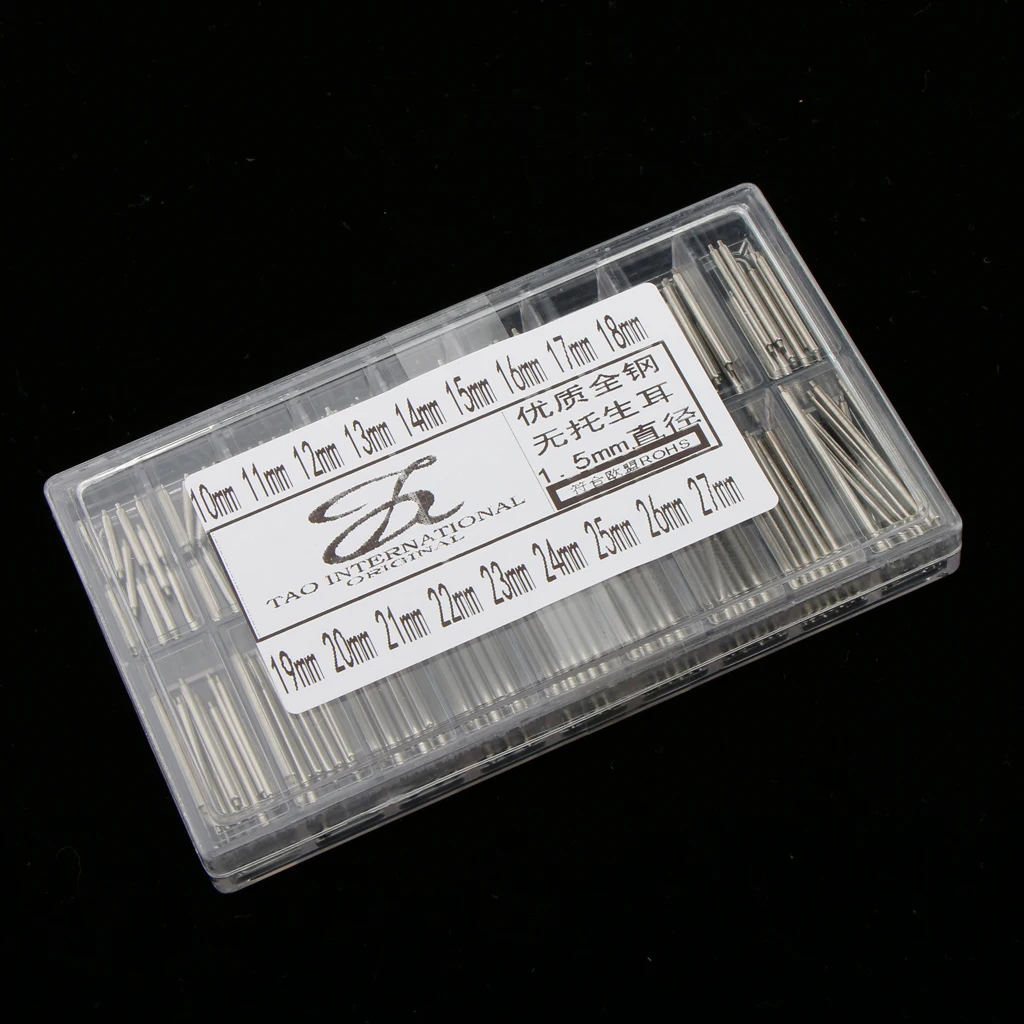 10mm 11mm 12mm 13mm 14mm 15mm 16mm 17mm 18mm
TAO INTERNATIONAL
ORIGINAL
优质全钢
无托生耳
1.5mm直径
符合欧盟ROHS
19mm 20mm 21mm 22mm 23mm 24mm 25mm 26mm 27mm